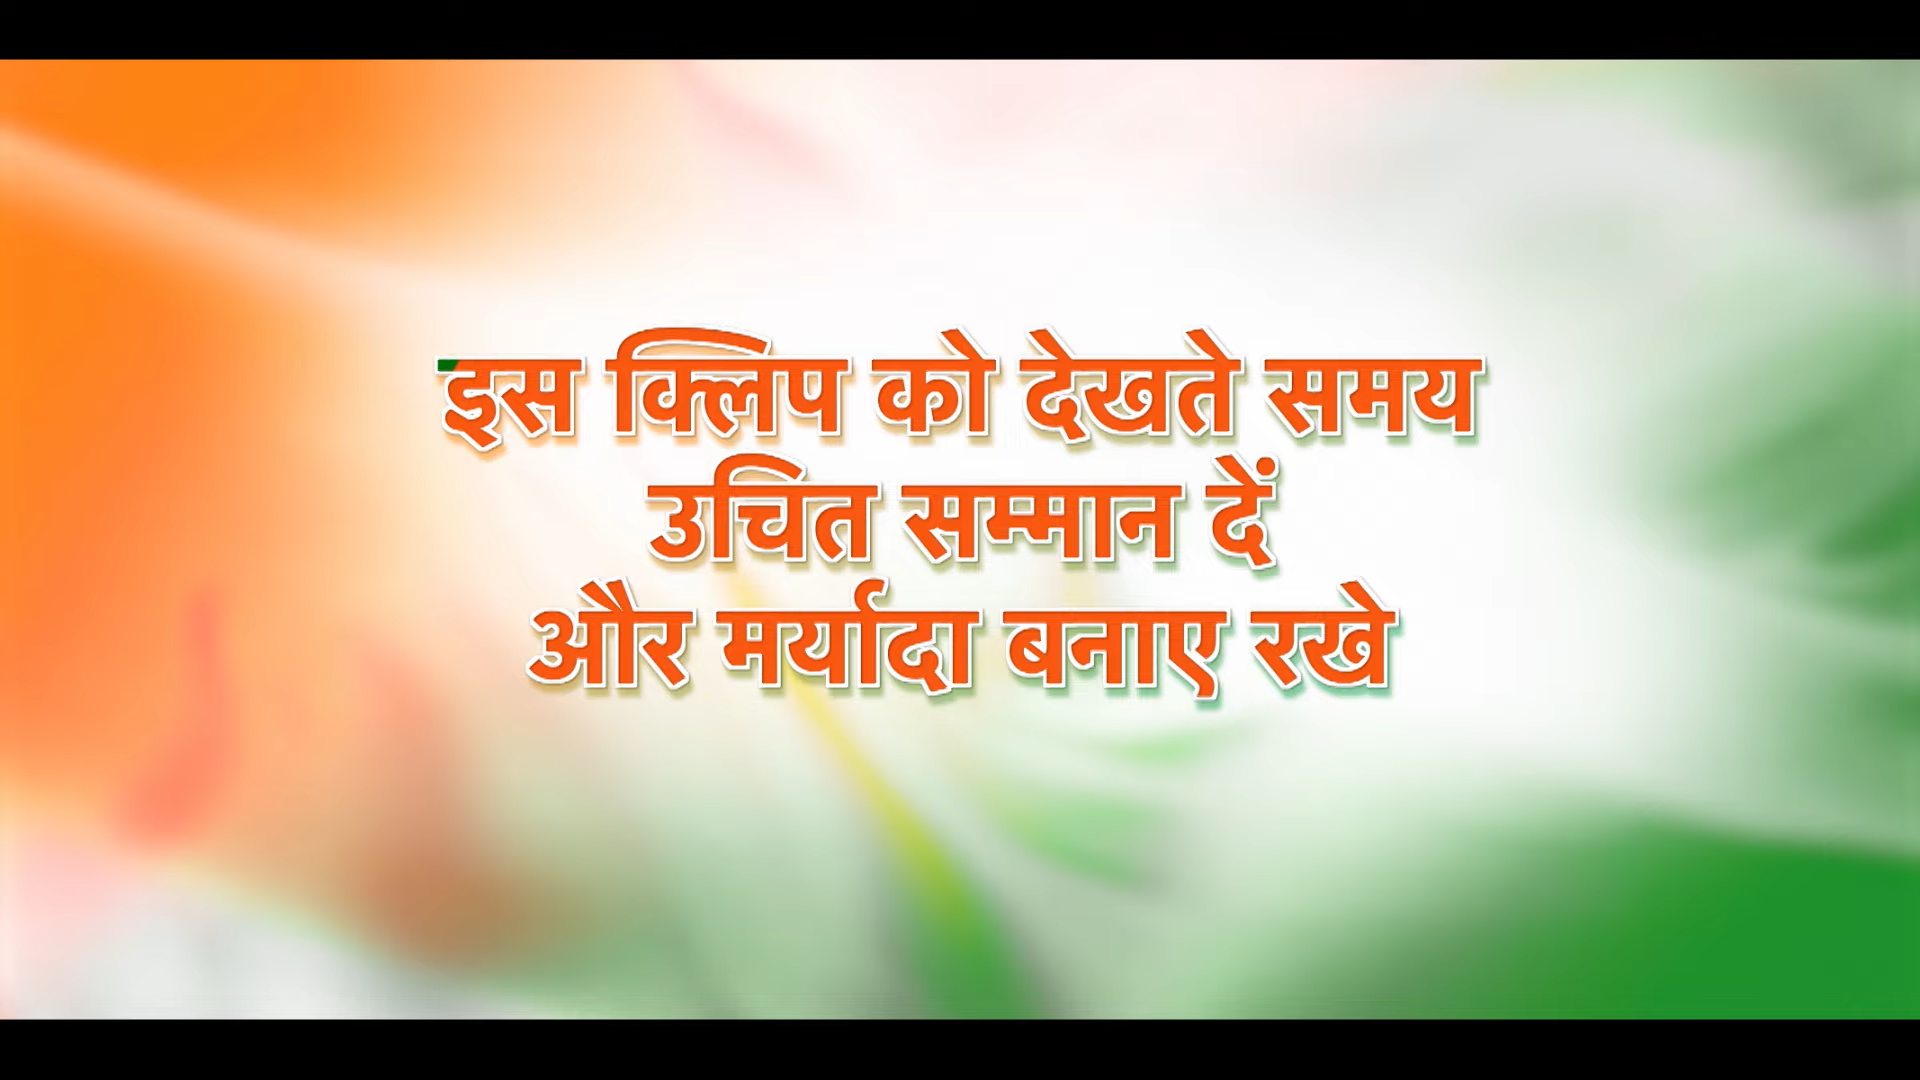 इस क्लिप को देखते समय
उचित सम्मान दें
और मर्यादा बनाए रखे